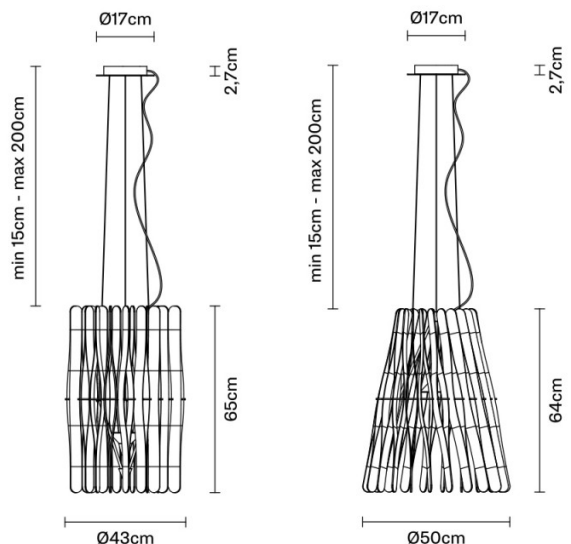 Ø17cm
2,7cm
min 15cm - max 200cm
65cm
Ø43cm
Ø17cm
2,7cm
min 15cm - max 200cm
64cm
Ø50cm